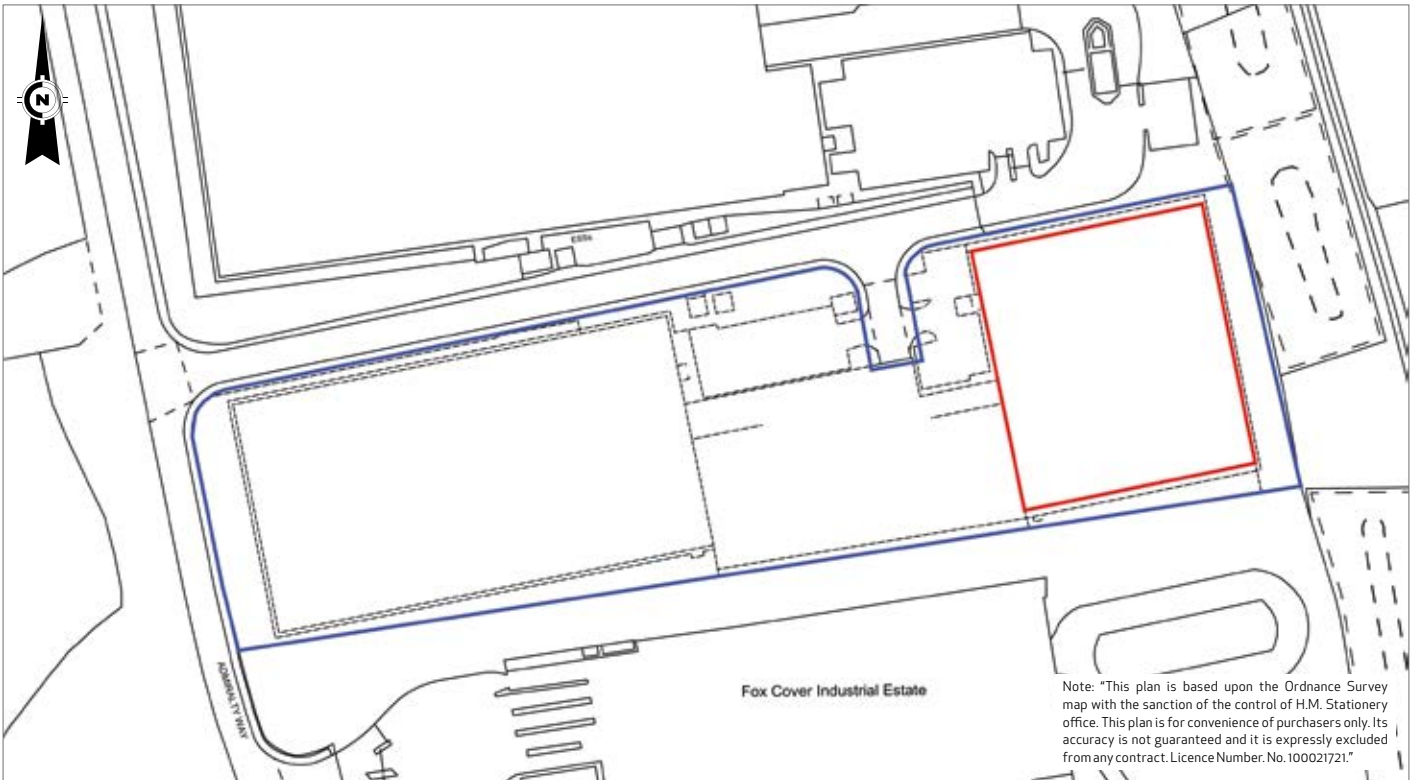 N
ESSs
ADMIRALTY WAY
Fox Cover Industrial Estate
Note: "This plan is based upon the Ordnance Survey
map with the sanction of the control of H.M. Stationery
office. This plan is for convenience of purchasers only. Its
accuracy is not guaranteed and it is expressly excluded
from any contract. Licence Number. No. 100021721."